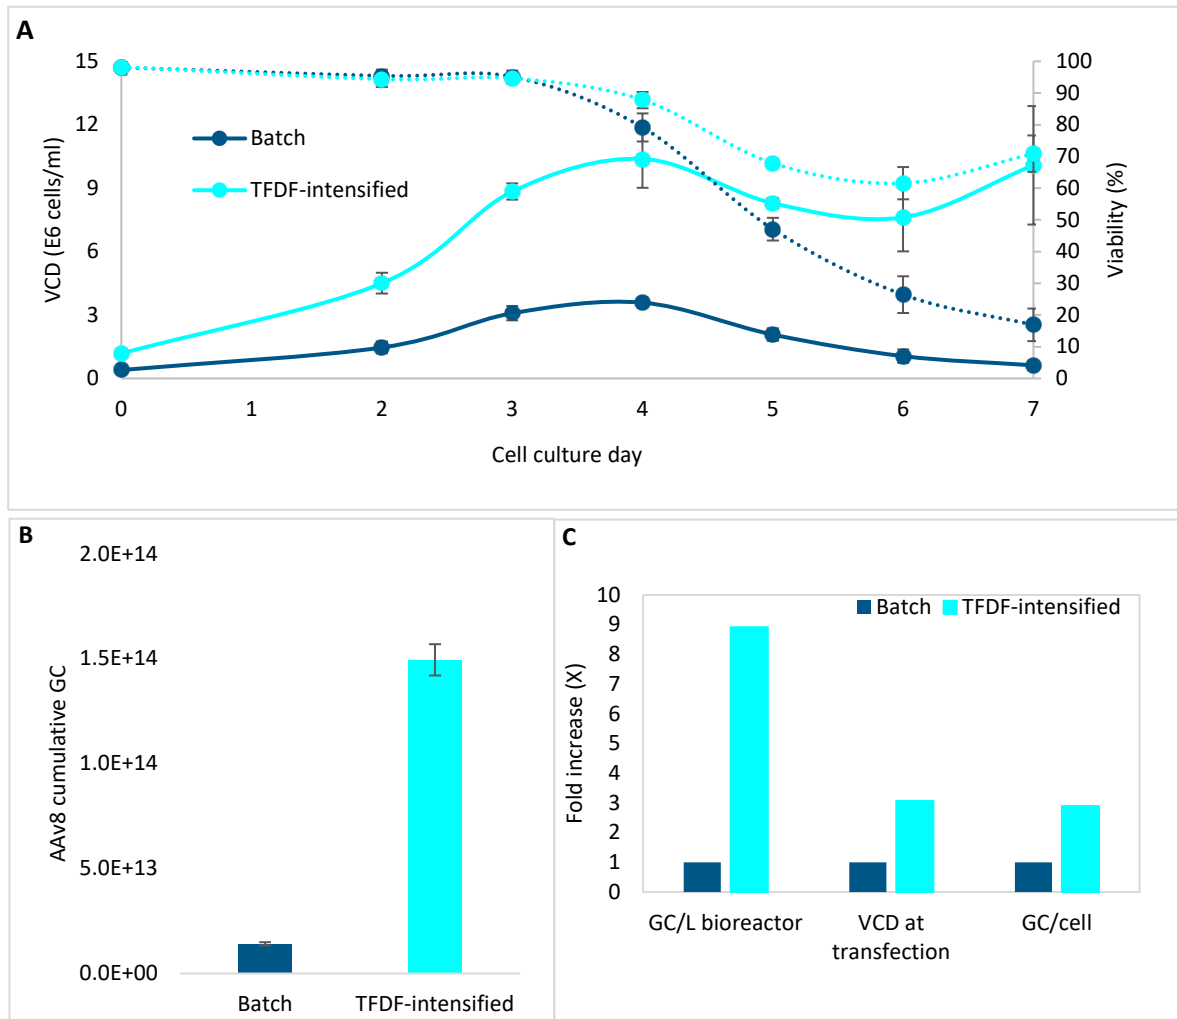 A
15
12
9
6
3
0
VCD (E6 cells/ml)
Batch
TFDF-intensified
100
90
80
70
60
50
40
30
20
10
0
Viability (%)
0 1 2 3 4 5 6 7
Cell culture day
B
2.0E+14
1.5E+14
1.0E+14
5.0E+13
0.0E+00
AAv8 cumulative GC
Batch TFDF-intensified
C
Batch TFDF-intensified
10
9
8
7
6
5
4
3
2
1
0
Fold increase (X)
GC/L bioreactor VCD at GC/cell
transfection